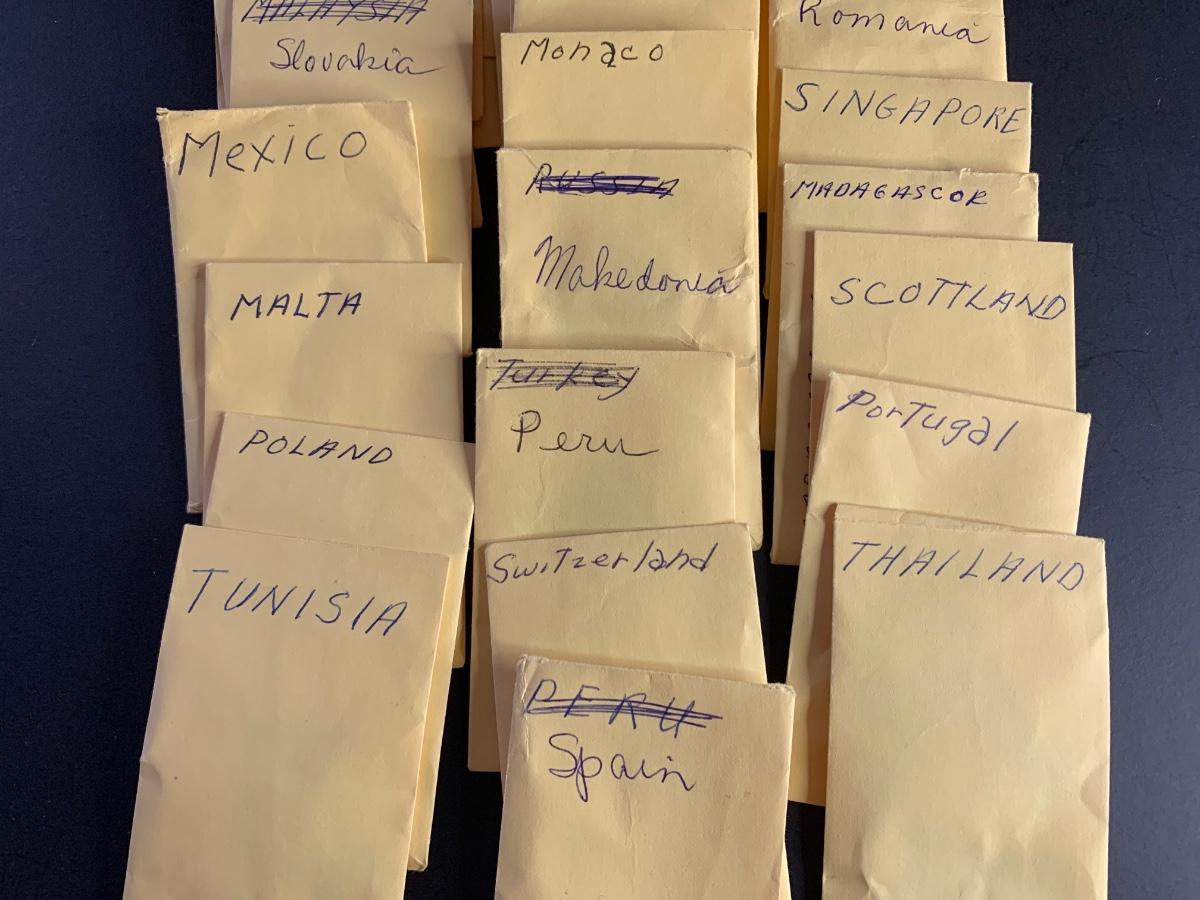 MALAYSIA
Slovakia
Mexico
MALTA
POLAND
TUNISIA
Monaco
RUSSIA
Makedonia
Turkey
Peru
Switzerland
PERU
Spain
Romania
SINGAPORE
MADAGASCOR
SCOTTLAND
Portugal
THAILAND